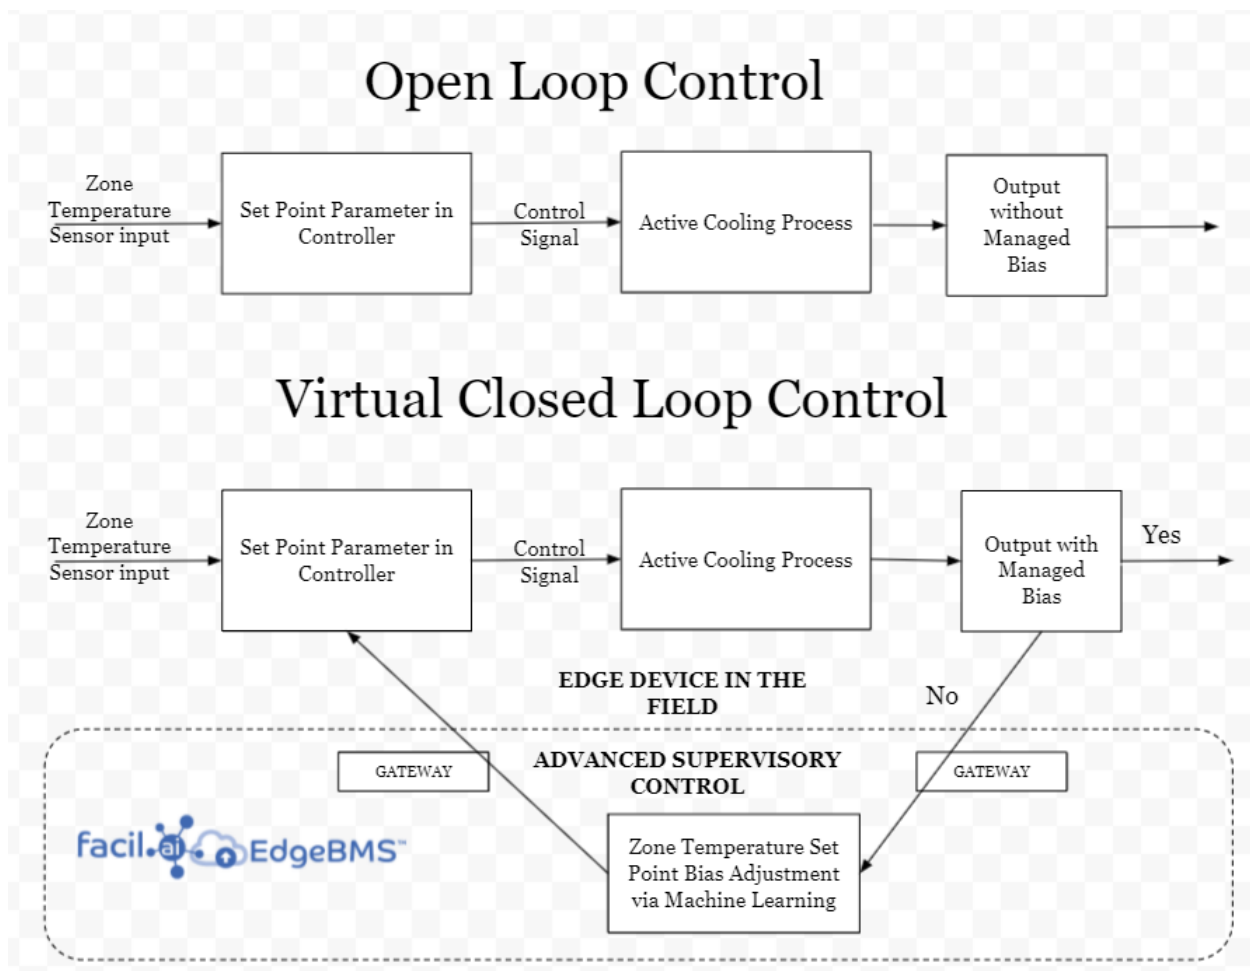 Open Loop Control
Zone
Temperature
Sensor input
Set Point Parameter in
Controller
Control
Signal
Active Cooling Process
Output
without
Managed
Bias
Virtual Closed Loop Control
Zone
Temperature
Sensor input
Set Point Parameter in
Controller
Control
Signal
Active Cooling Process
Output with
Managed
Bias
Yes
No
EDGE DEVICE IN THE
FIELD
ADVANCED SUPERVISORY
CONTROL
GATEWAY
GATEWAY
facil.ai EdgeBMS™
Zone Temperature Set
Point Bias Adjustment
via Machine Learning